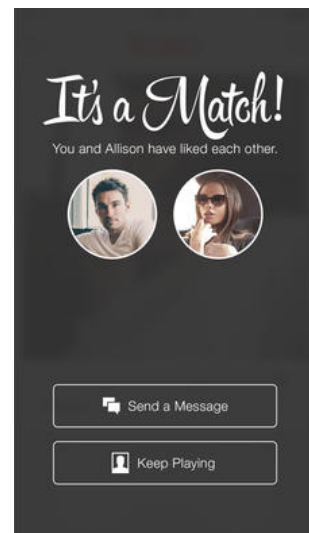 It's a Match!
You and Allison have liked each other.
Send a Message
Keep Playing